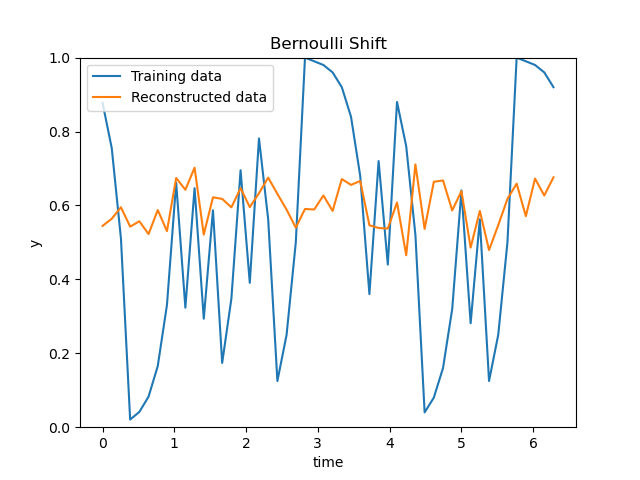 Bernoulli Shift
Training data
Reconstructed data
1.0
0.8
0.6
0.4
0.2
0.0
y
0 1 2 3 4 5 6
time